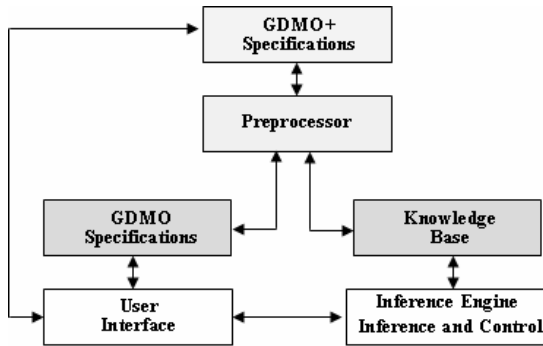 GDMO+
Specifications
Preprocessor
GDMO
Specifications
Knowledge
Base
User
Interface
Inference Engine
Inference and Control